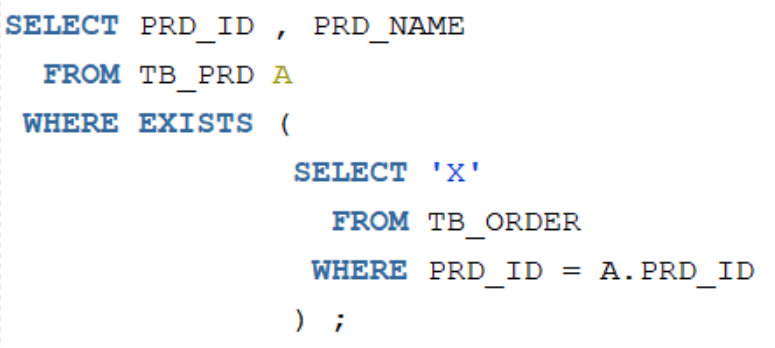 SELECT PRD_ID , PRD_NAME
FROM TB_PRD A
WHERE EXISTS (
SELECT 'X'
FROM TB_ORDER
WHERE PRD_ID = A.PRD_ID
) ;